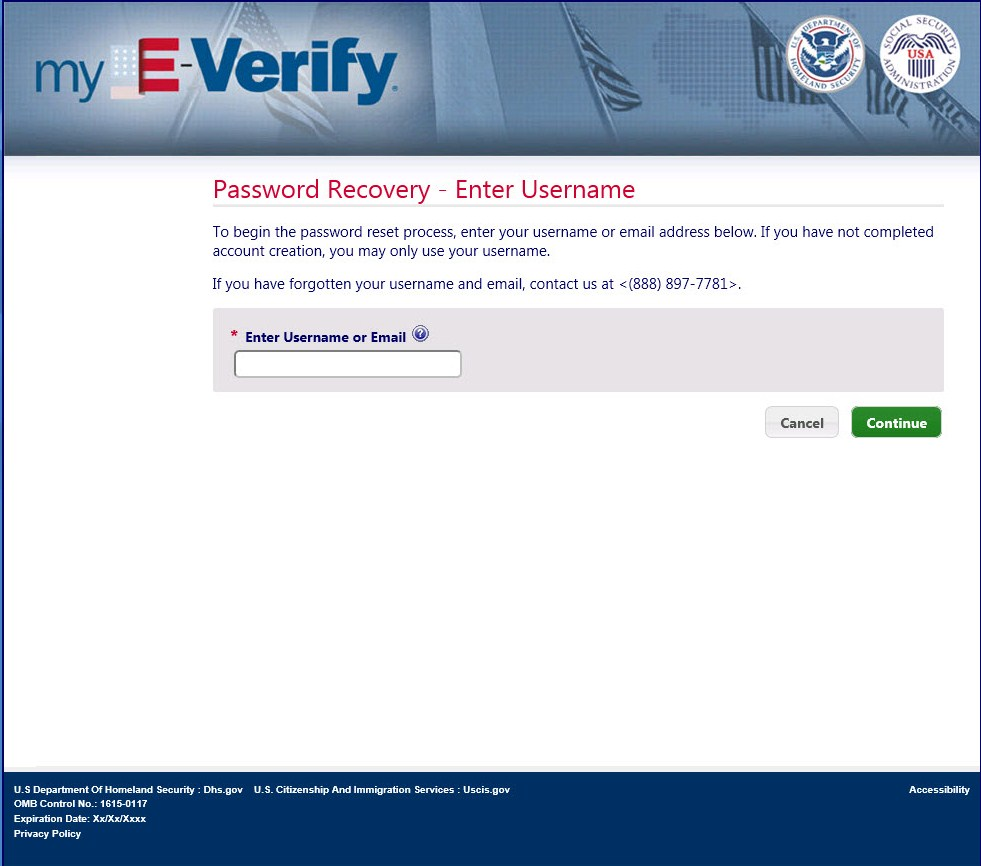 my E-Verify®
U.S. DEPARTMENT OF HOMELAND SECURITY
SOCIAL SECURITY ADMINISTRATION
USA
Password Recovery - Enter Username
To begin the password reset process, enter your username or email address below. If you have not completed
account creation, you may only use your username.
If you have forgotten your username and email, contact us at <(888) 897-7781>.
* Enter Username or Email ?
Cancel Continue
U.S Department Of Homeland Security : Dhs.gov U.S. Citizenship And Immigration Services : Uscis.gov Accessibility
OMB Control No.: 1615-0117
Expiration Date: Xx/Xx/Xxxx
Privacy Policy